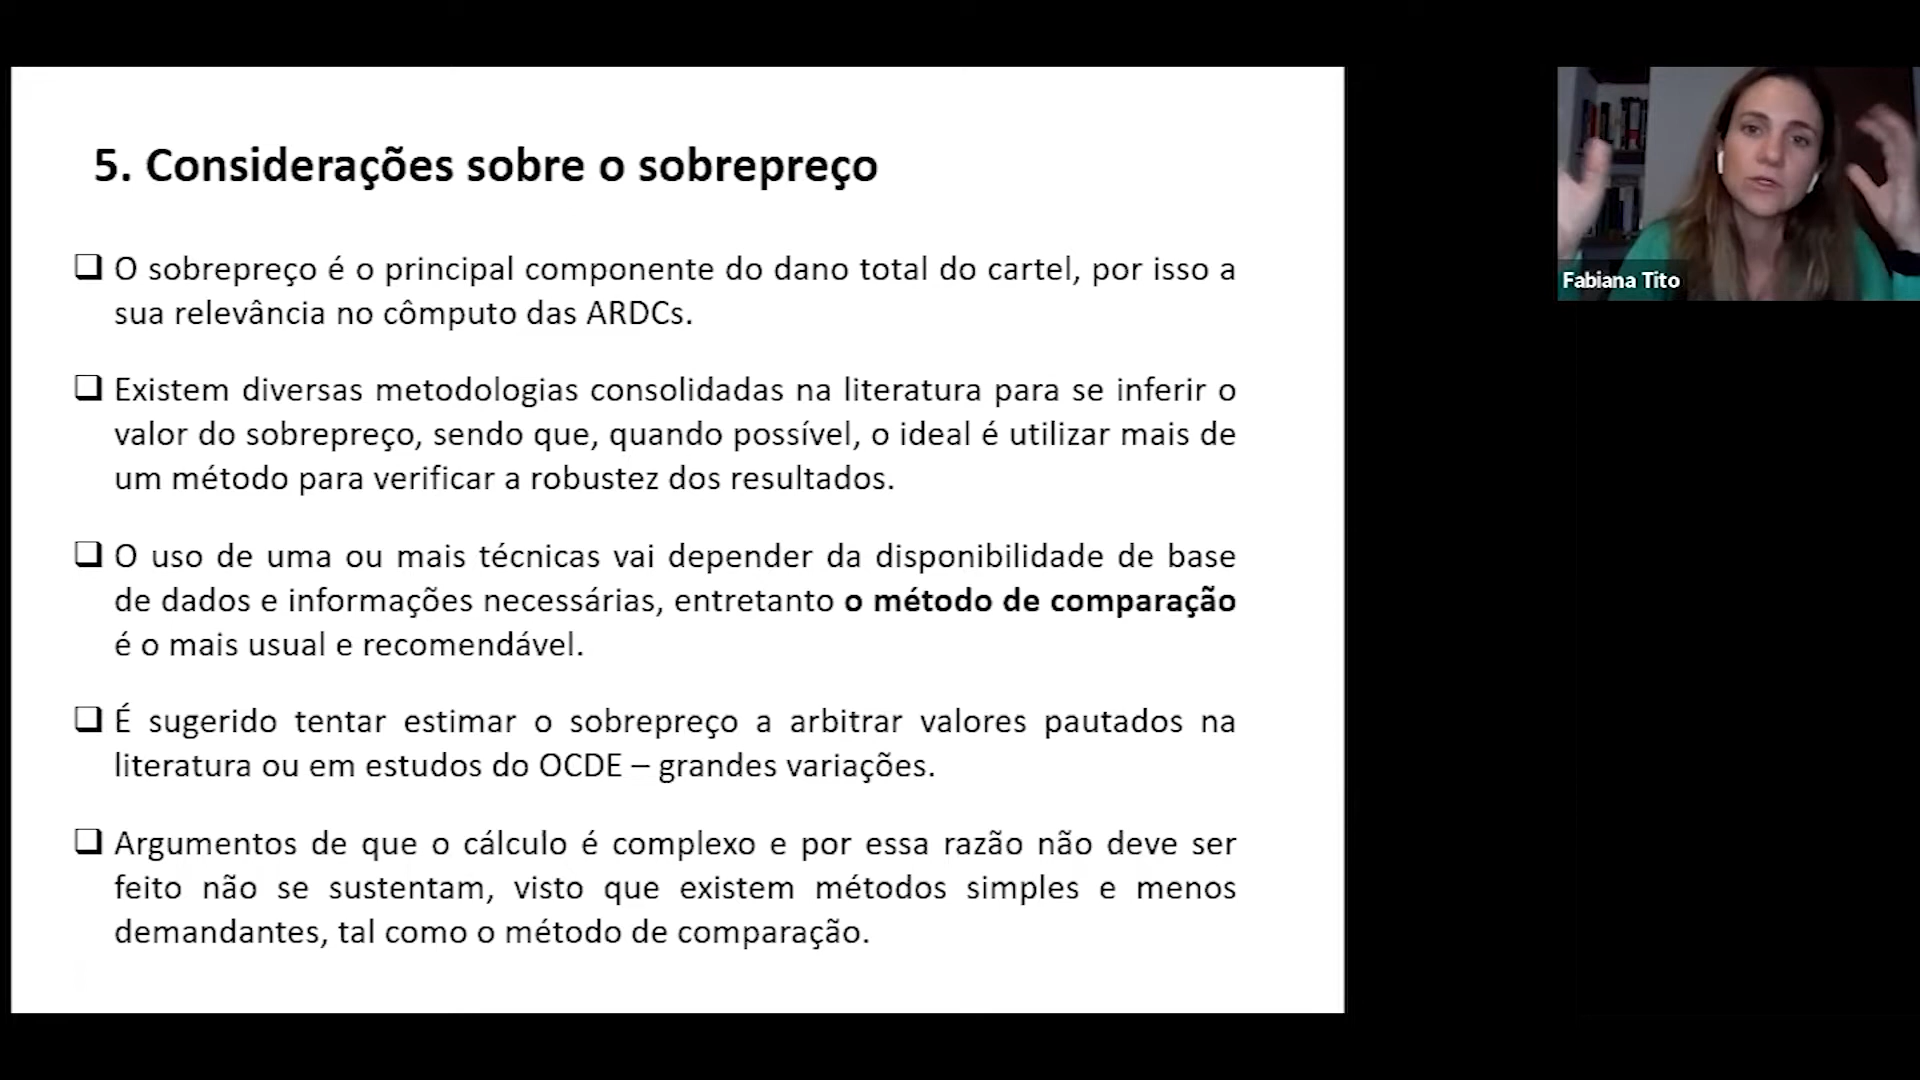 5. Considerações sobre o sobrepreço
O sobrepreço é o principal componente do dano total do cartel, por isso a
sua relevância no cômputo das ARDCs.
Existem diversas metodologias consolidadas na literatura para se inferir o
valor do sobrepreço, sendo que, quando possível, o ideal é utilizar mais de
um método para verificar a robustez dos resultados.
O uso de uma ou mais técnicas vai depender da disponibilidade de base
de dados e informações necessárias, entretanto o método de comparação
é o mais usual e recomendável.
É sugerido tentar estimar o sobrepreço a arbitrar valores pautados na
literatura ou em estudos do OCDE – grandes variações.
Argumentos de que o cálculo é complexo e por essa razão não deve ser
feito não se sustentam, visto que existem métodos simples e menos
demandantes, tal como o método de comparação.
Fabiana Tito